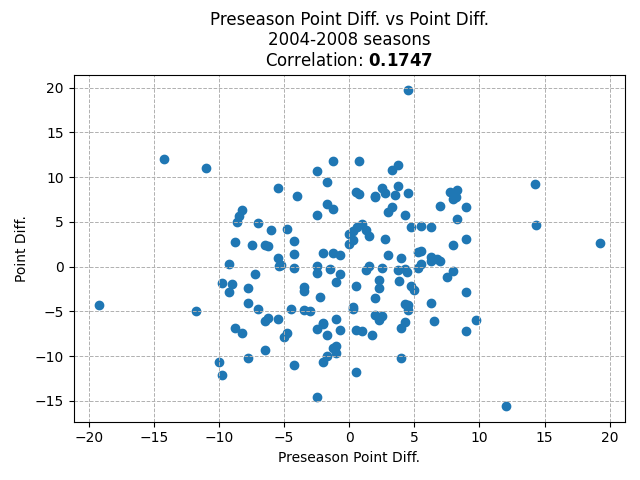 Preseason Point Diff. vs Point Diff.
2004-2008 seasons
Correlation: 0.1747
20
15
10
5
0
−5
−10
−15
Point Diff.
−20 −15 −10 −5 0 5 10 15 20
Preseason Point Diff.